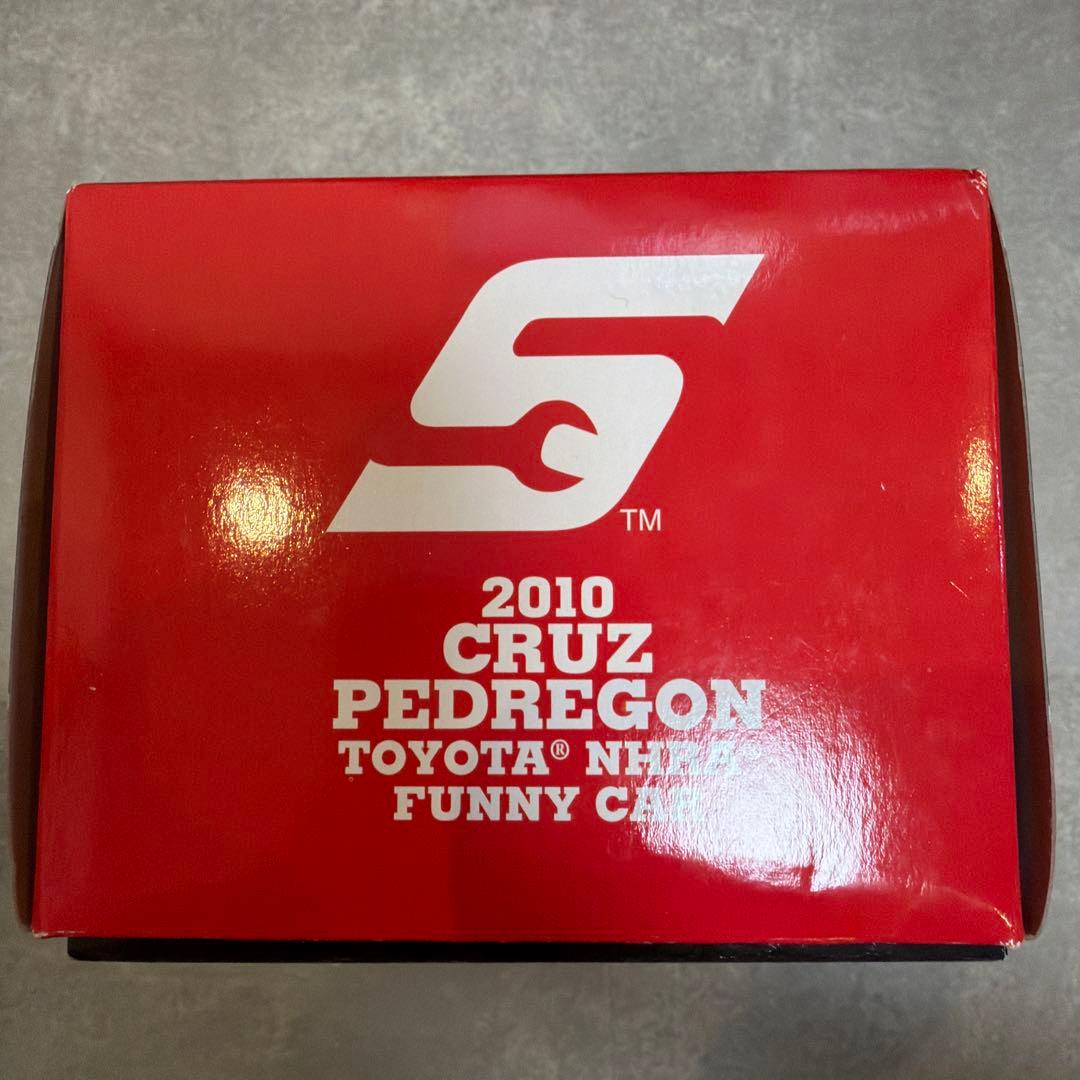 S
TM
2010
CRUZ
PEDREGON
TOYOTA® NHRA®
FUNNY CAR